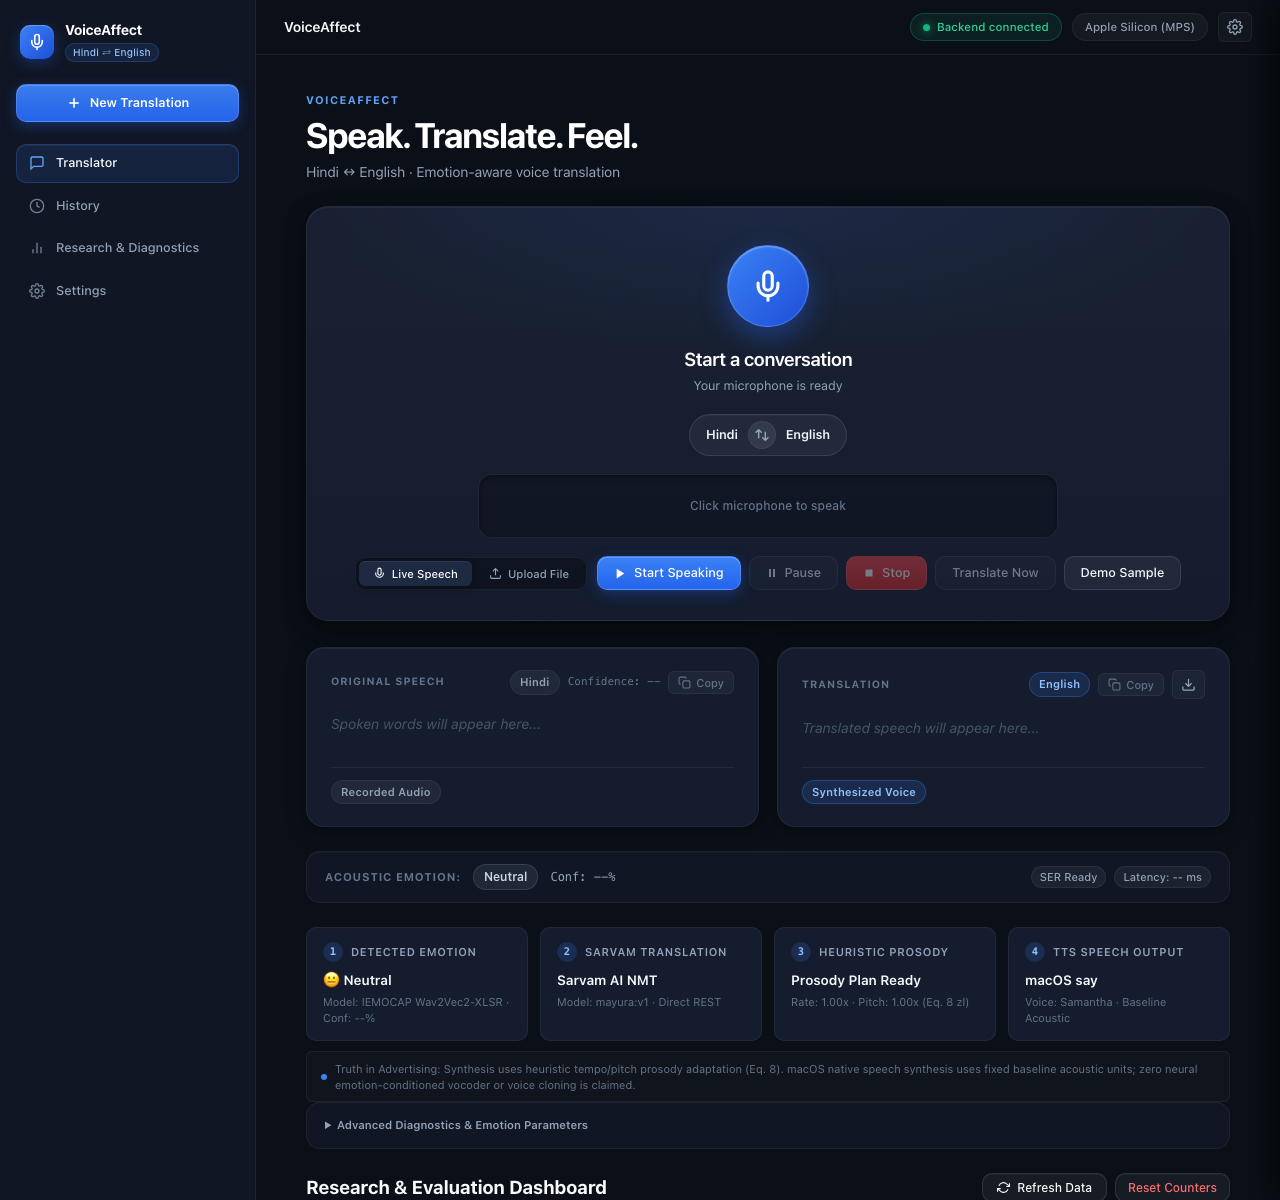 VoiceAffect
Hindi ⇌ English
New Translation
Translator
History
Research & Diagnostics
Settings
VoiceAffect
Backend connected
Apple Silicon (MPS)
VOICEAFFECT
Speak. Translate. Feel.
Hindi ↔ English · Emotion-aware voice translation
Start a conversation
Your microphone is ready
Hindi English
Click microphone to speak
Live Speech Upload File Start Speaking Pause Stop Translate Now Demo Sample
ORIGINAL SPEECH Hindi Confidence: -- Copy
Spoken words will appear here...
Recorded Audio
TRANSLATION English Copy
Translated speech will appear here...
Synthesized Voice
ACOUSTIC EMOTION: Neutral Conf: --% SER Ready Latency: -- ms
1 DETECTED EMOTION
😐 Neutral
Model: IEMOCAP Wav2Vec2-XLSR ·
Conf: --%
2 SARVAM TRANSLATION
Sarvam AI NMT
Model: mayura:v1 · Direct REST
3 HEURISTIC PROSODY
Prosody Plan Ready
Rate: 1.00x · Pitch: 1.00x (Eq. 8 zl)
4 TTS SPEECH OUTPUT
macOS say
Voice: Samantha · Baseline
Acoustic
Truth in Advertising: Synthesis uses heuristic tempo/pitch prosody adaptation (Eq. 8). macOS native speech synthesis uses fixed baseline acoustic units; zero neural
emotion-conditioned vocoder or voice cloning is claimed.
Advanced Diagnostics & Emotion Parameters
Research & Evaluation Dashboard
Refresh Data
Reset Counters